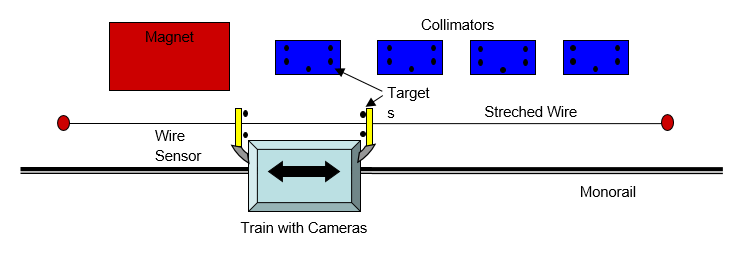 Collimators
Magnet
Target
s
Streched Wire
Wire
Sensor
Monorail
Train with Cameras